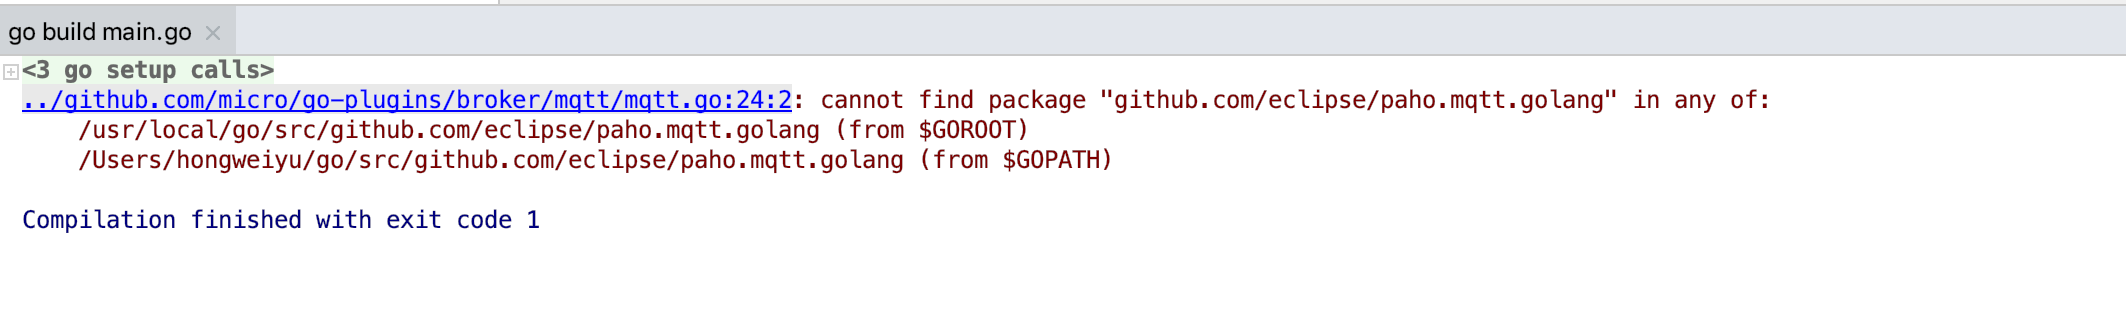 go build main.go
<3 go setup calls>
../github.com/micro/go-plugins/broker/mqtt/mqtt.go:24:2: cannot find package "github.com/eclipse/paho.mqtt.golang" in any of:
/usr/local/go/src/github.com/eclipse/paho.mqtt.golang (from $GOROOT)
/Users/hongweiyu/go/src/github.com/eclipse/paho.mqtt.golang (from $GOPATH)
Compilation finished with exit code 1